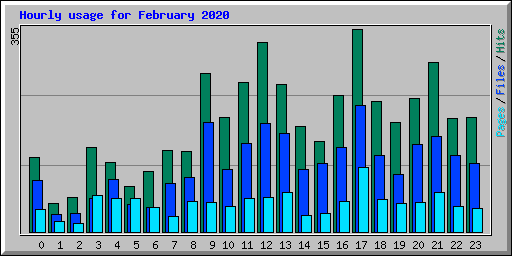 Hourly usage for February 2020
355
Pages/Files/Hits
0 1 2 3 4 5 6 7 8 9 10 11 12 13 14 15 16 17 18 19 20 21 22 23